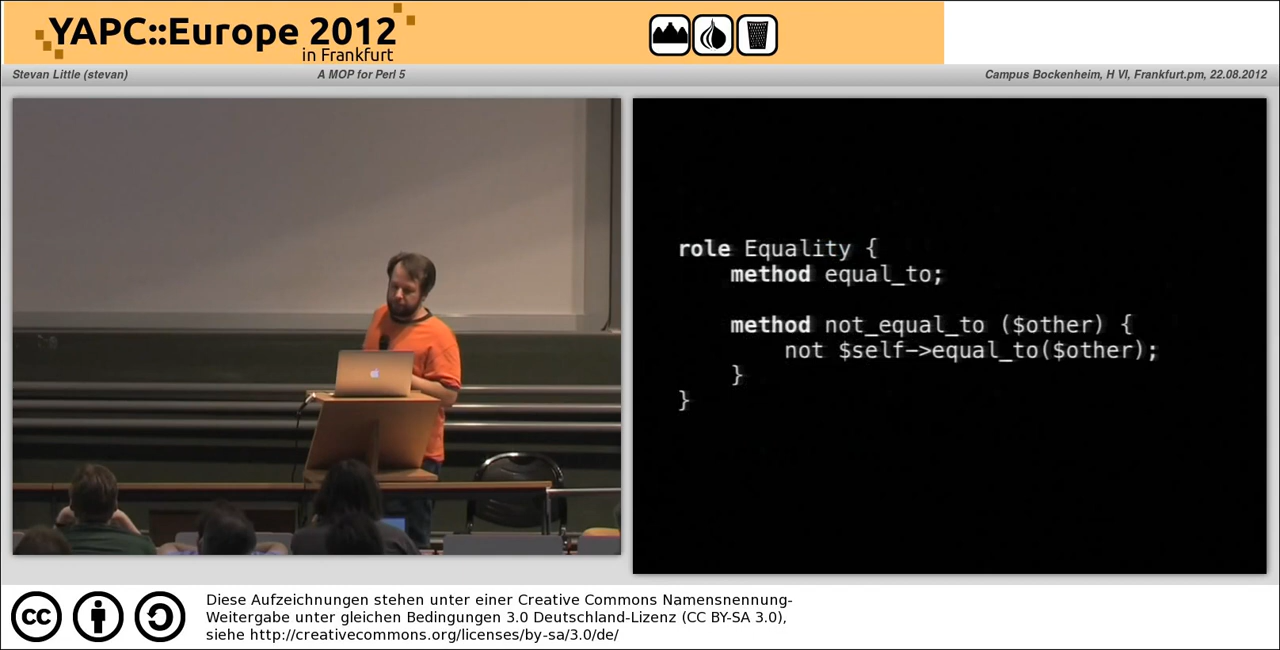 YAPC::Europe 2012
in Frankfurt
Stevan Little (stevan)
A MOP for Perl 5
Campus Bockenheim, H VI, Frankfurt.pm, 22.08.2012
role Equality {
    method equal_to;
    method not_equal_to ($other) {
        not $self->equal_to($other);
    }
}
cc
Diese Aufzeichnungen stehen unter einer Creative Commons Namensnennung-
Weitergabe unter gleichen Bedingungen 3.0 Deutschland-Lizenz (CC BY-SA 3.0),
siehe http://creativecommons.org/licenses/by-sa/3.0/de/